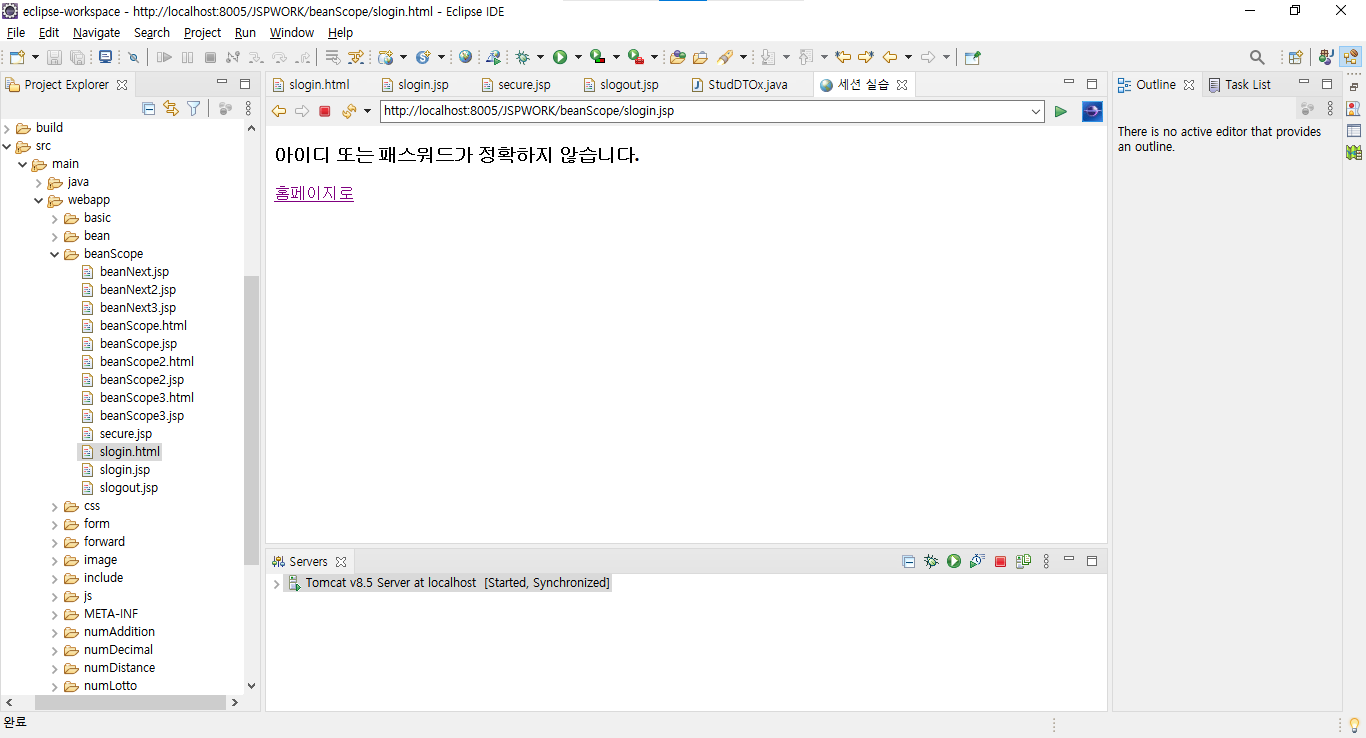 eclipse-workspace - http://localhost:8005/JSPWORK/beanScope/slogin.html - Eclipse IDE
File Edit Navigate Search Project Run Window Help
Project Explorer
slogin.html slogin.jsp secure.jsp slogout.jsp StudDTOx.java 세션 실습
Outline Task List
http://localhost:8005/JSPWORK/beanScope/slogin.jsp
There is no active editor that provides
an outline.
build
src
main
java
webapp
basic
bean
beanScope
beanNext.jsp
beanNext2.jsp
beanNext3.jsp
beanScope.html
beanScope.jsp
beanScope2.html
beanScope2.jsp
beanScope3.html
beanScope3.jsp
secure.jsp
slogin.html
slogin.jsp
slogout.jsp
css
form
forward
image
include
js
META-INF
numAddition
numDecimal
numDistance
numLotto
아이디 또는 패스워드가 정확하지 않습니다.
홈페이지로
Servers
Tomcat v8.5 Server at localhost [Started, Synchronized]
완료